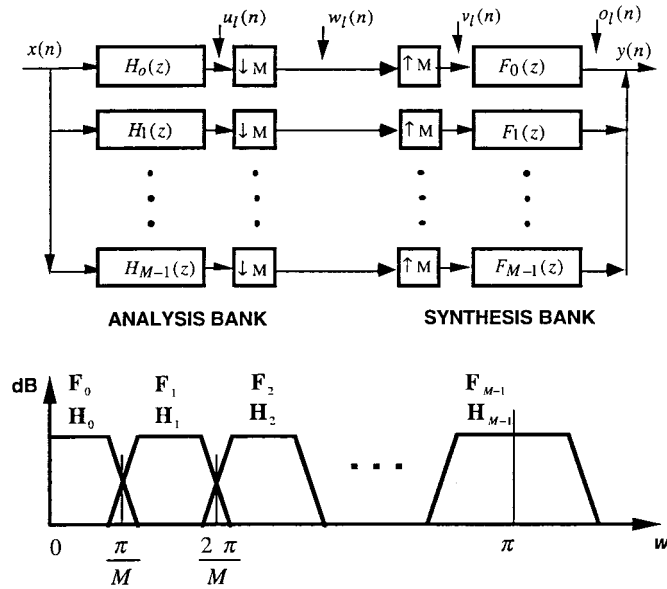 u_l(n) w_l(n) v_l(n) o_l(n)
x(n) y(n)
H_o(z) ↓M ↑M F_0(z)
H_1(z) ↓M ↑M F_1(z)
H_{M-1}(z) ↓M ↑M F_{M-1}(z)
ANALYSIS BANK SYNTHESIS BANK
dB F_0 F_1 F_2 F_{M-1}
H_0 H_1 H_2 H_{M-1}
0 π/M 2π/M π w